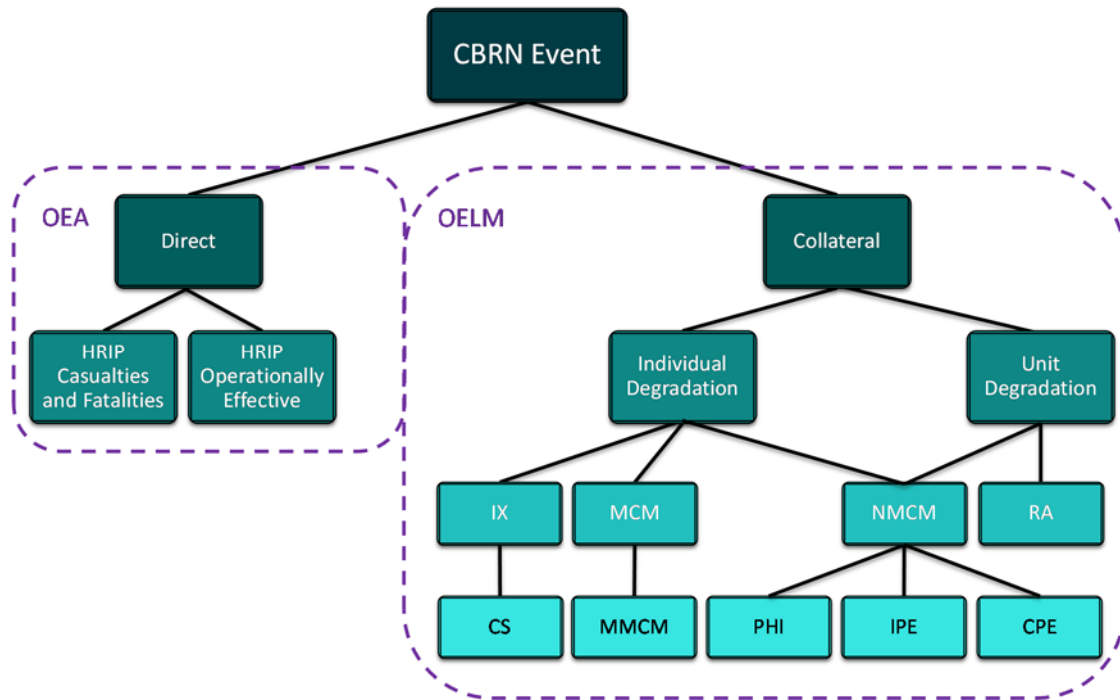 CBRN Event
OEA
OELM
Direct
Collateral
HRIP
Casualties
and Fatalities
HRIP
Operationally
Effective
Individual
Degradation
Unit
Degradation
IX
MCM
NMCM
RA
CS
MMCM
PHI
IPE
CPE